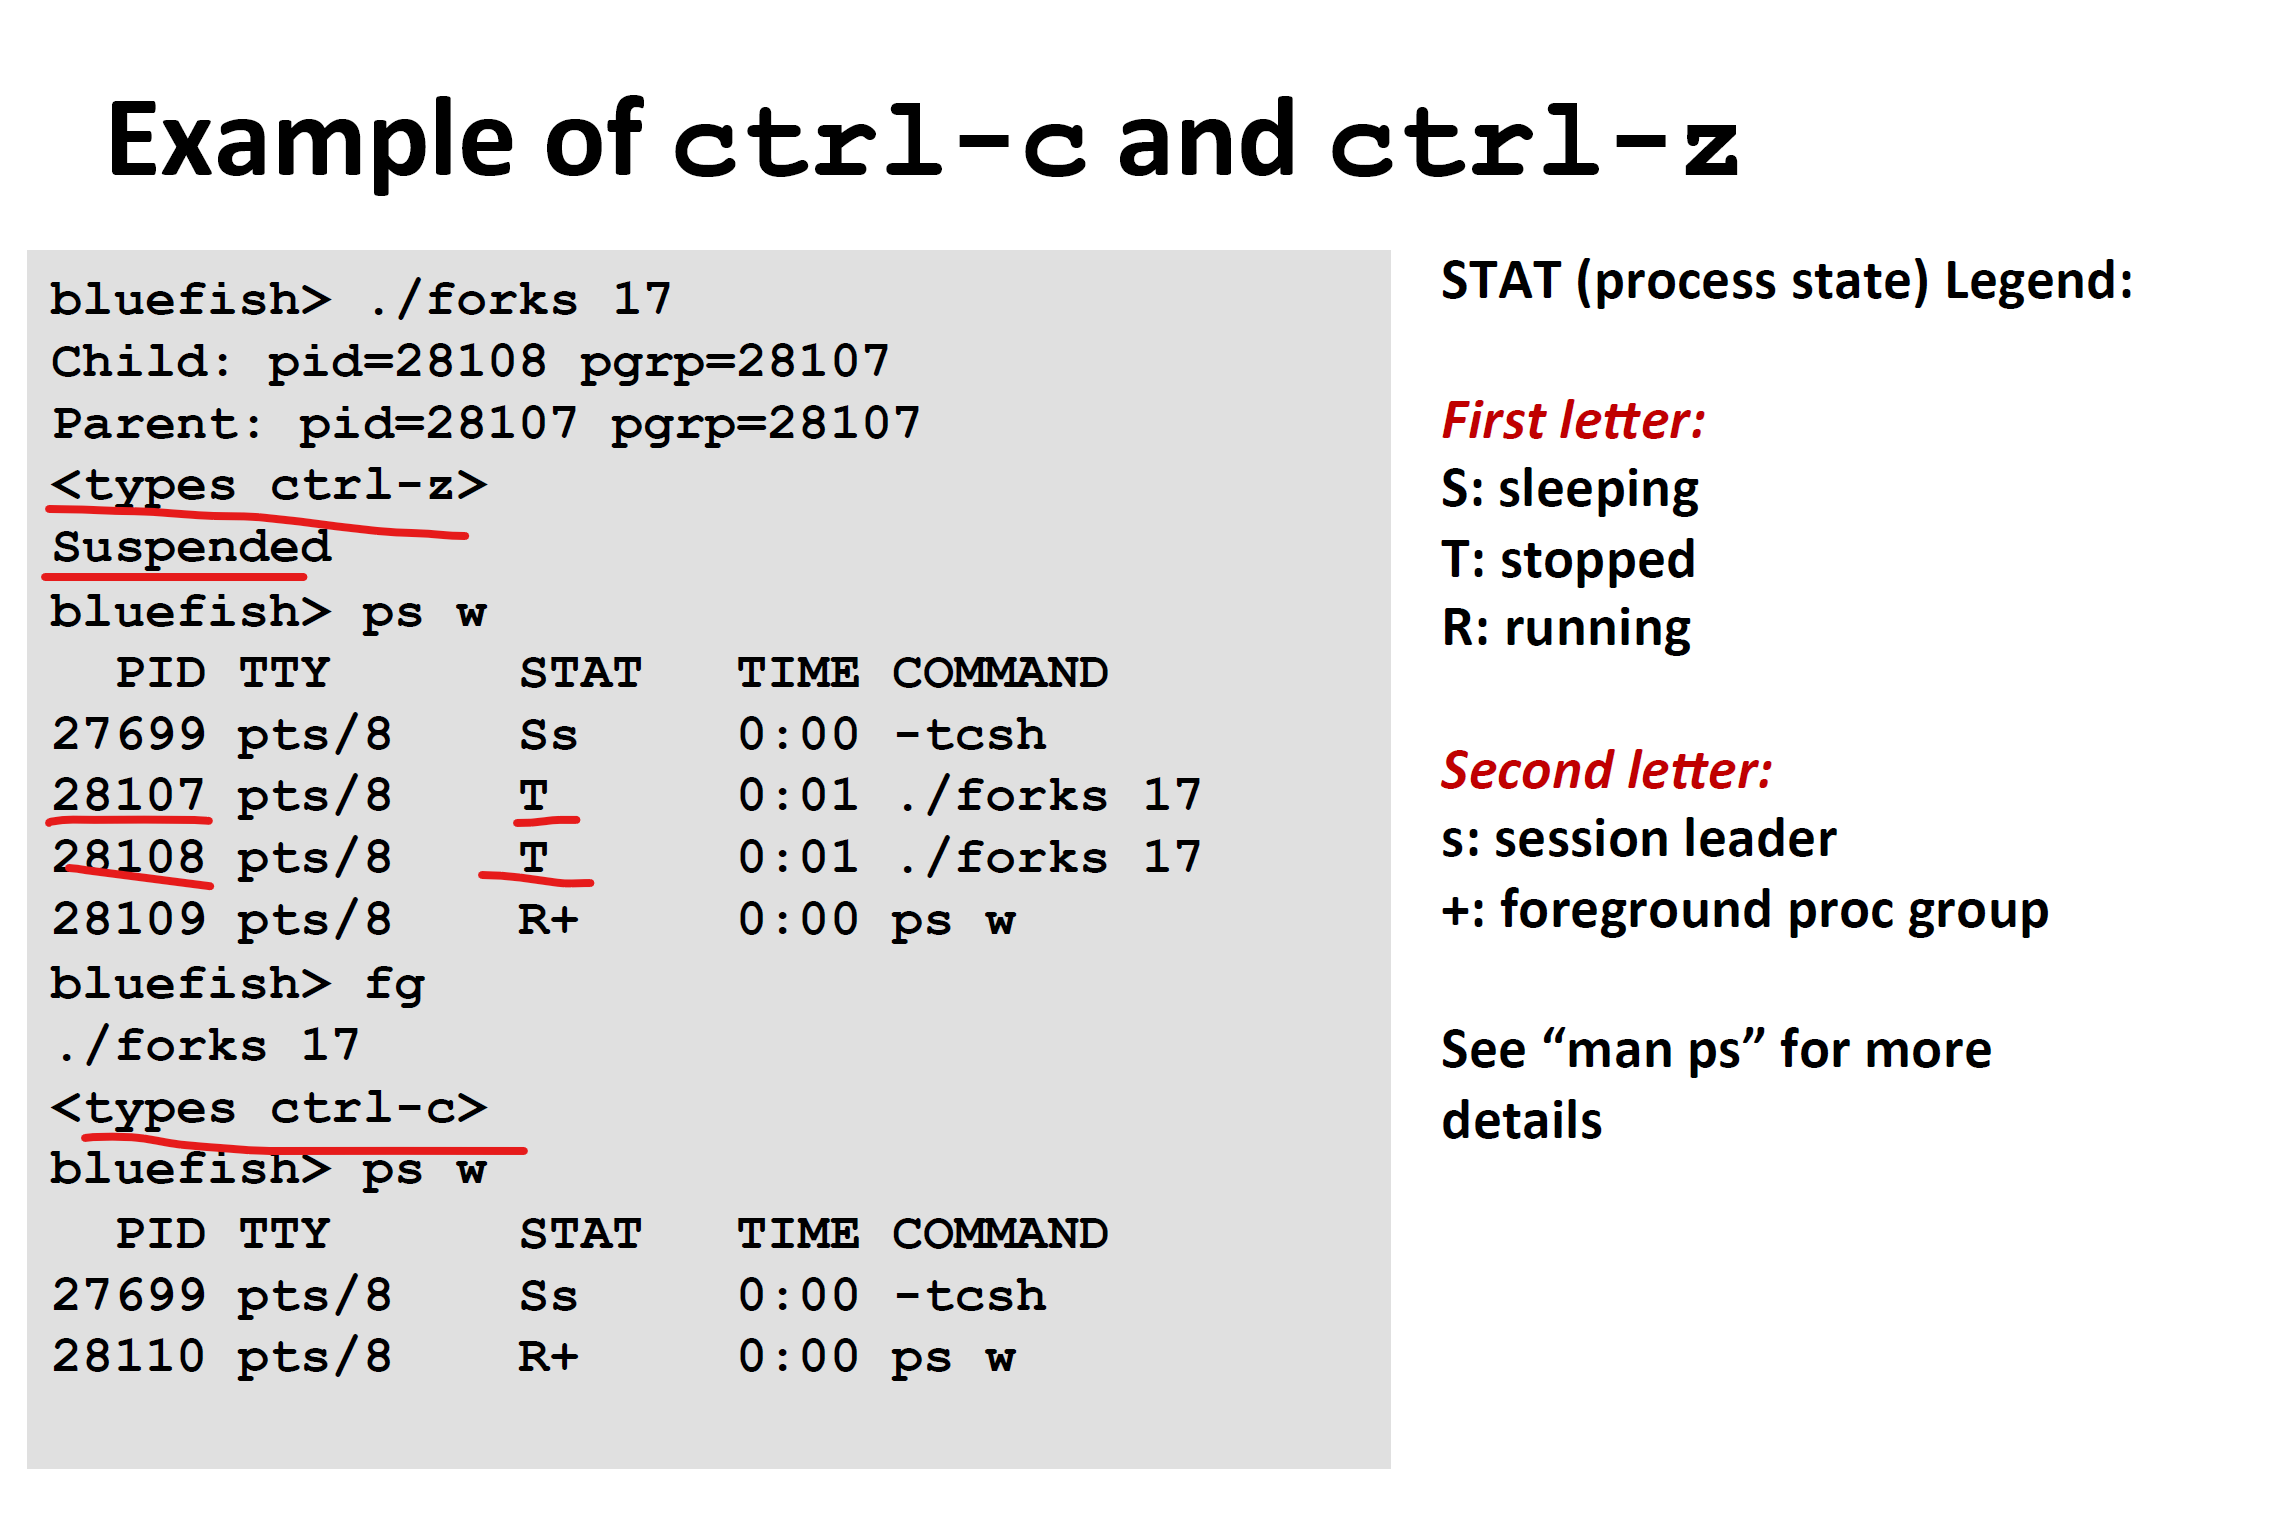 Example of ctrl-c and ctrl-z
bluefish> ./forks 17
Child: pid=28108 pgrp=28107
Parent: pid=28107 pgrp=28107
<types ctrl-z>
Suspended
bluefish> ps w
  PID TTY      STAT   TIME COMMAND
27699 pts/8    Ss     0:00 -tcsh
28107 pts/8    T      0:01 ./forks 17
28108 pts/8    T      0:01 ./forks 17
28109 pts/8    R+     0:00 ps w
bluefish> fg
./forks 17
<types ctrl-c>
bluefish> ps w
  PID TTY      STAT   TIME COMMAND
27699 pts/8    Ss     0:00 -tcsh
28110 pts/8    R+     0:00 ps w
STAT (process state) Legend:
First letter:
S: sleeping
T: stopped
R: running
Second letter:
s: session leader
+: foreground proc group
See “man ps” for more
details